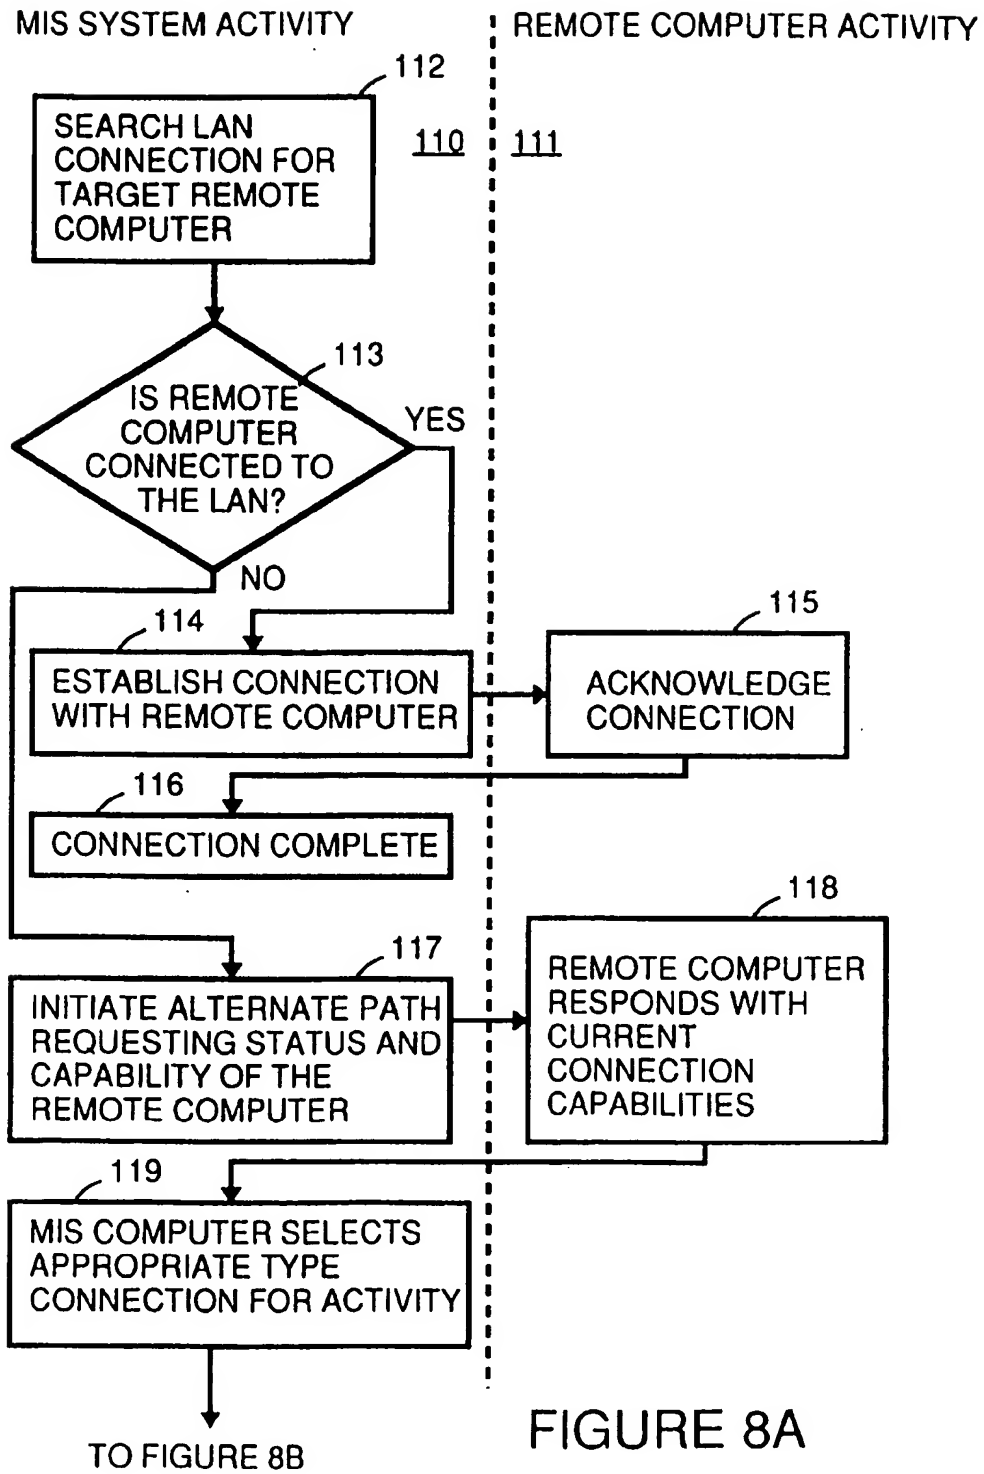 MIS SYSTEM ACTIVITY
REMOTE COMPUTER ACTIVITY
112
SEARCH LAN
CONNECTION FOR
TARGET REMOTE
COMPUTER
110
111
113
IS REMOTE
COMPUTER
CONNECTED TO
THE LAN?
YES
NO
114
ESTABLISH CONNECTION
WITH REMOTE COMPUTER
115
ACKNOWLEDGE
CONNECTION
116
CONNECTION COMPLETE
117
INITIATE ALTERNATE PATH
REQUESTING STATUS AND
CAPABILITY OF THE
REMOTE COMPUTER
118
REMOTE COMPUTER
RESPONDS WITH
CURRENT
CONNECTION
CAPABILITIES
119
MIS COMPUTER SELECTS
APPROPRIATE TYPE
CONNECTION FOR ACTIVITY
TO FIGURE 8B
FIGURE 8A